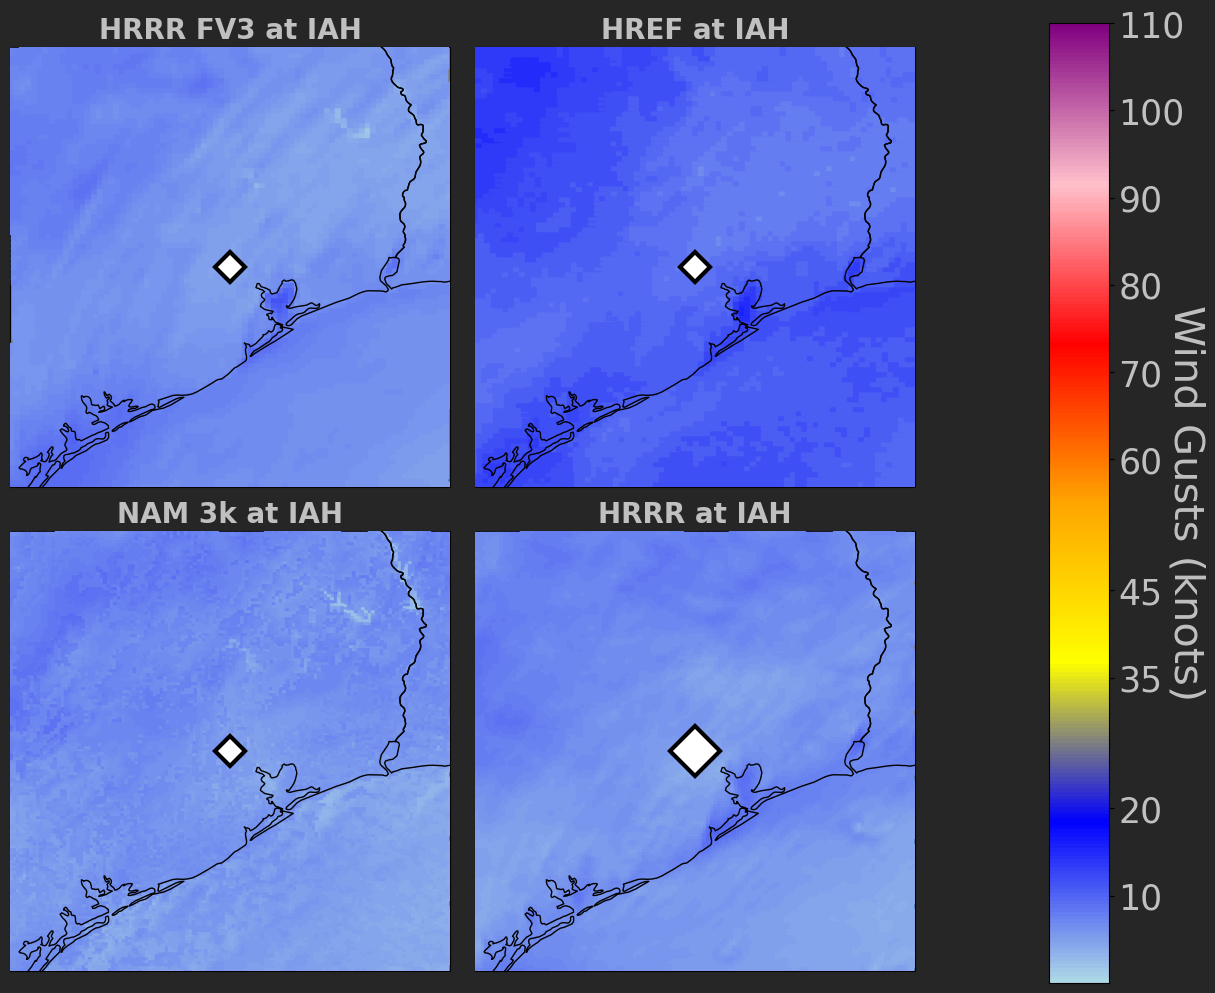 HRRR FV3 at IAH
HREF at IAH
NAM 3k at IAH
HRRR at IAH
110
100
90
80
70
60
45
35
20
10
Wind Gusts (knots)